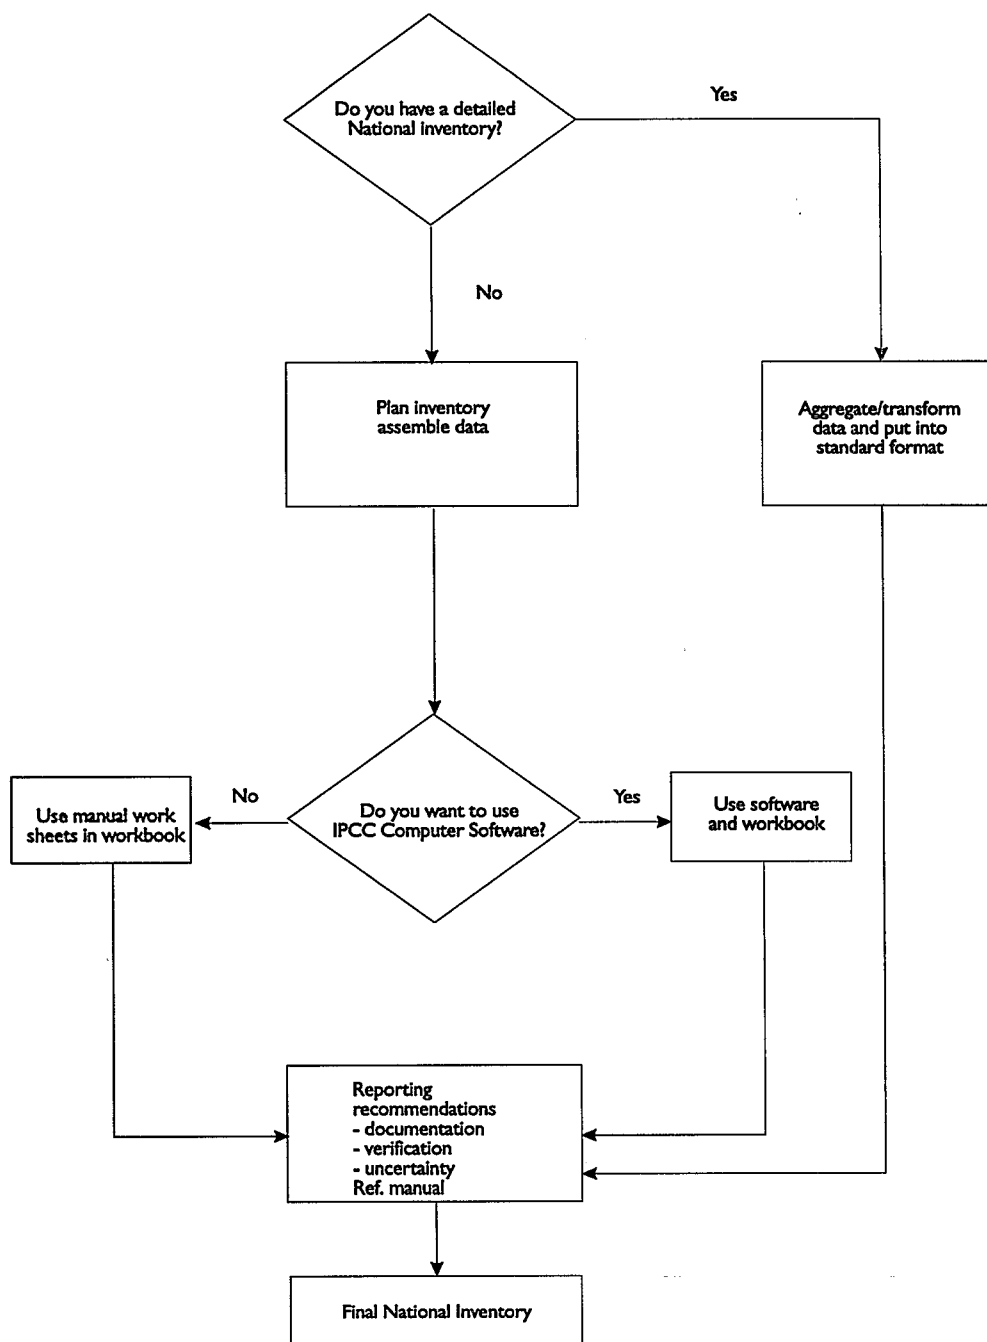 Do you have a detailed
National inventory?
Yes
No
Plan inventory
assemble data
Aggregate/transform
data and put into
standard format
Use manual work
sheets in workbook
No
Do you want to use
IPCC Computer Software?
Yes
Use software
and workbook
Reporting
recommendations
- documentation
- verification
- uncertainty
Ref. manual
Final National Inventory